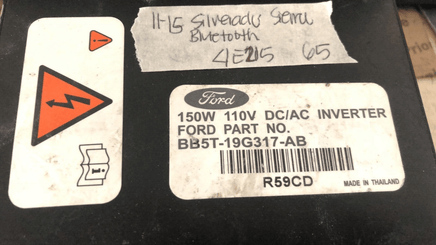 11-15 Silverado Sierra
Bluetooth
4E215 65
Ford
150W 110V DC/AC INVERTER
FORD PART NO.
BB5T-19G317-AB
R59CD
MADE IN THAILAND